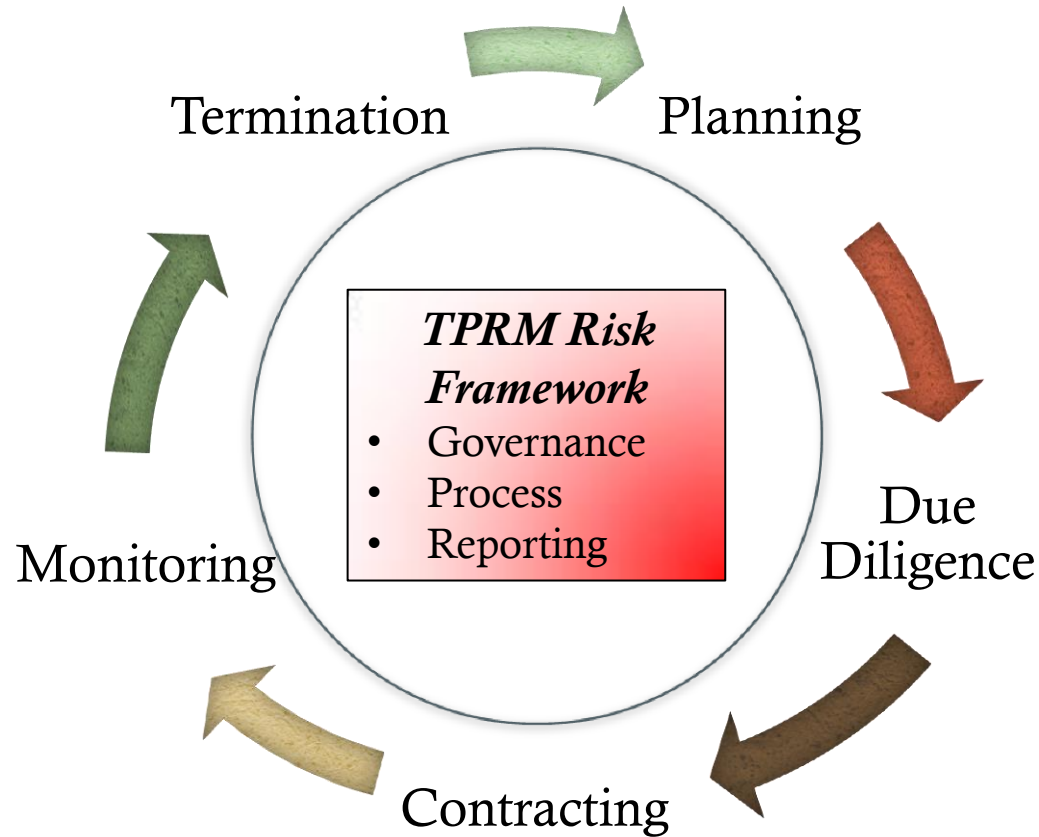 Termination
Planning
TPRM Risk
Framework
• Governance
• Process
• Reporting
Due
Diligence
Monitoring
Contracting